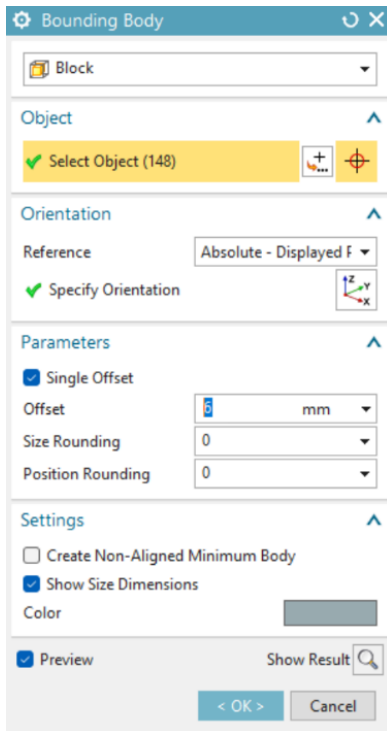 Bounding Body
Block
Object
Select Object (148)
Orientation
Reference Absolute - Displayed F
Specify Orientation
Z
Y
X
Parameters
Single Offset
Offset 6 mm
Size Rounding 0
Position Rounding 0
Settings
Create Non-Aligned Minimum Body
Show Size Dimensions
Color
Preview Show Result
< OK > Cancel